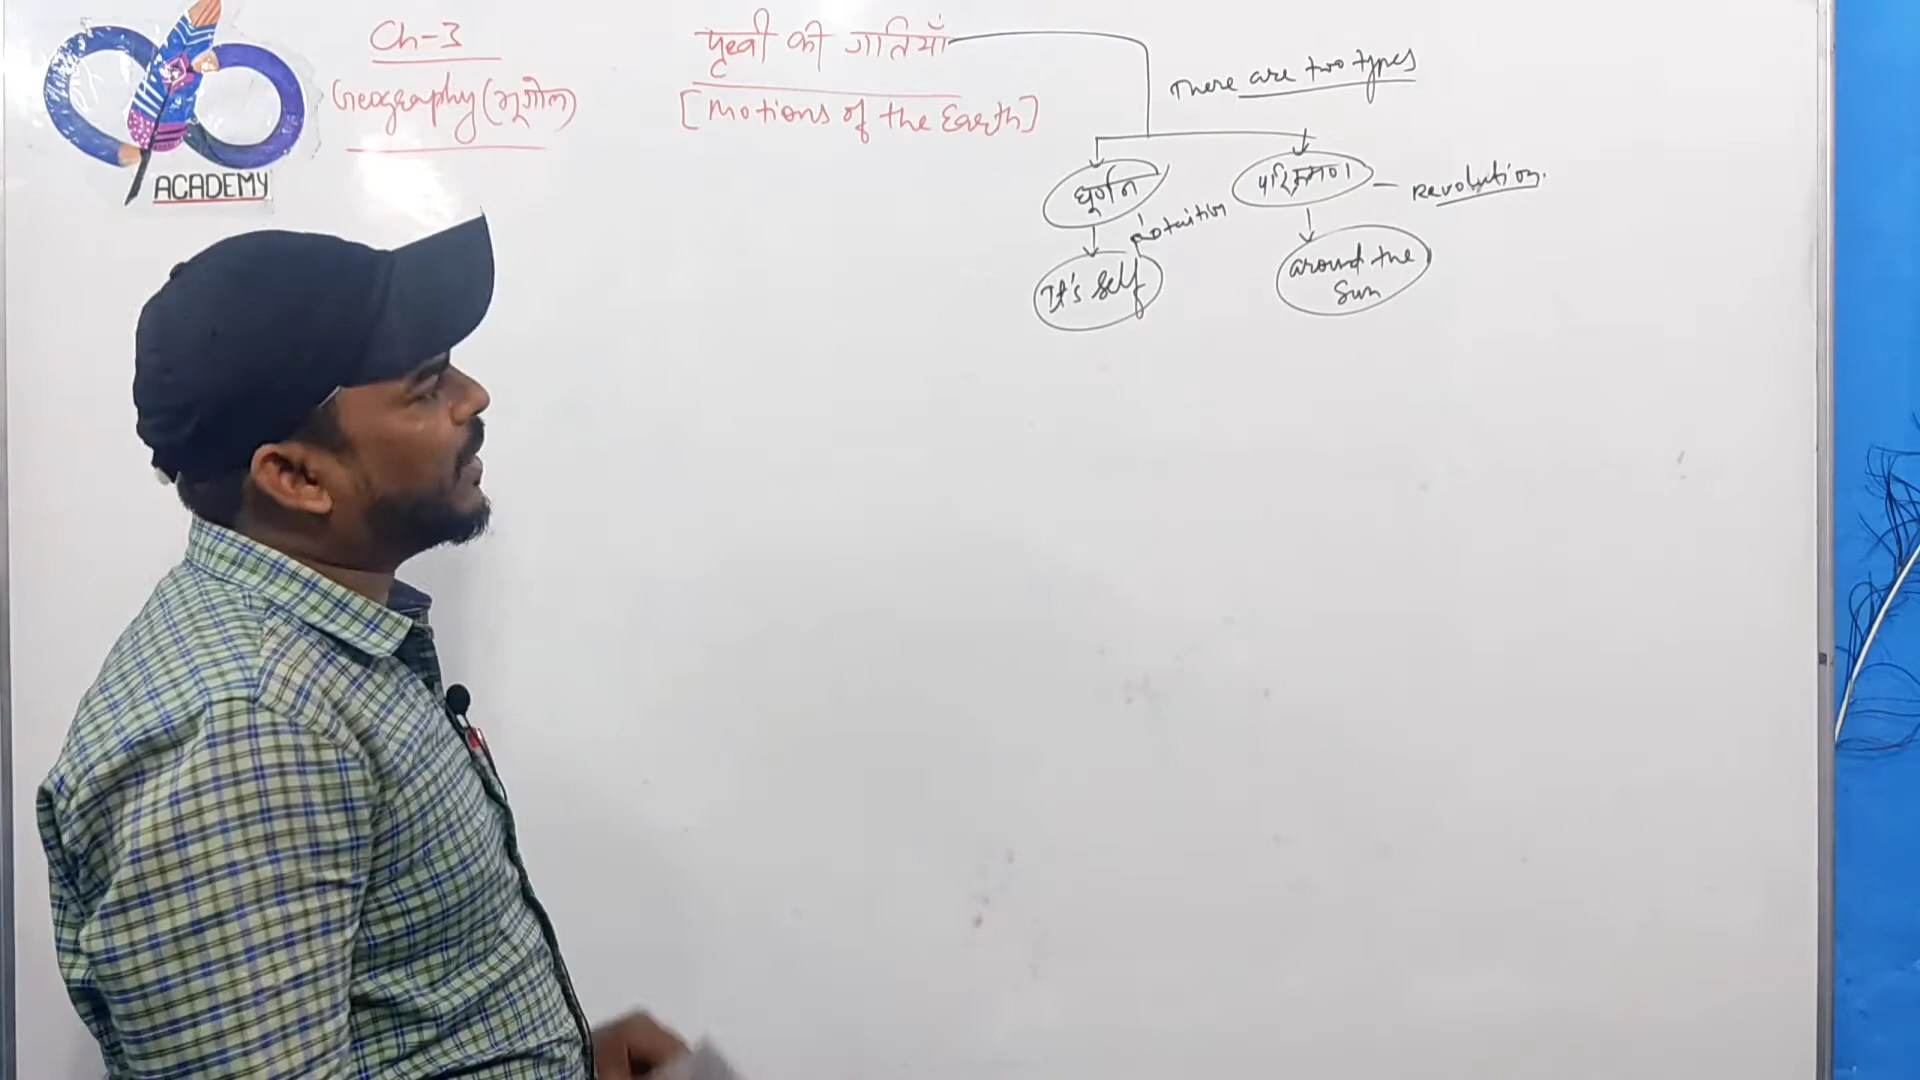 ACADEMY
Ch-3
Geography (भूगोल)
पृथ्वी की गतियाँ
[Motions of the Earth]
There are two types
घूर्णन
परिभ्रमण - Revolution.
It's self
around the
Sun